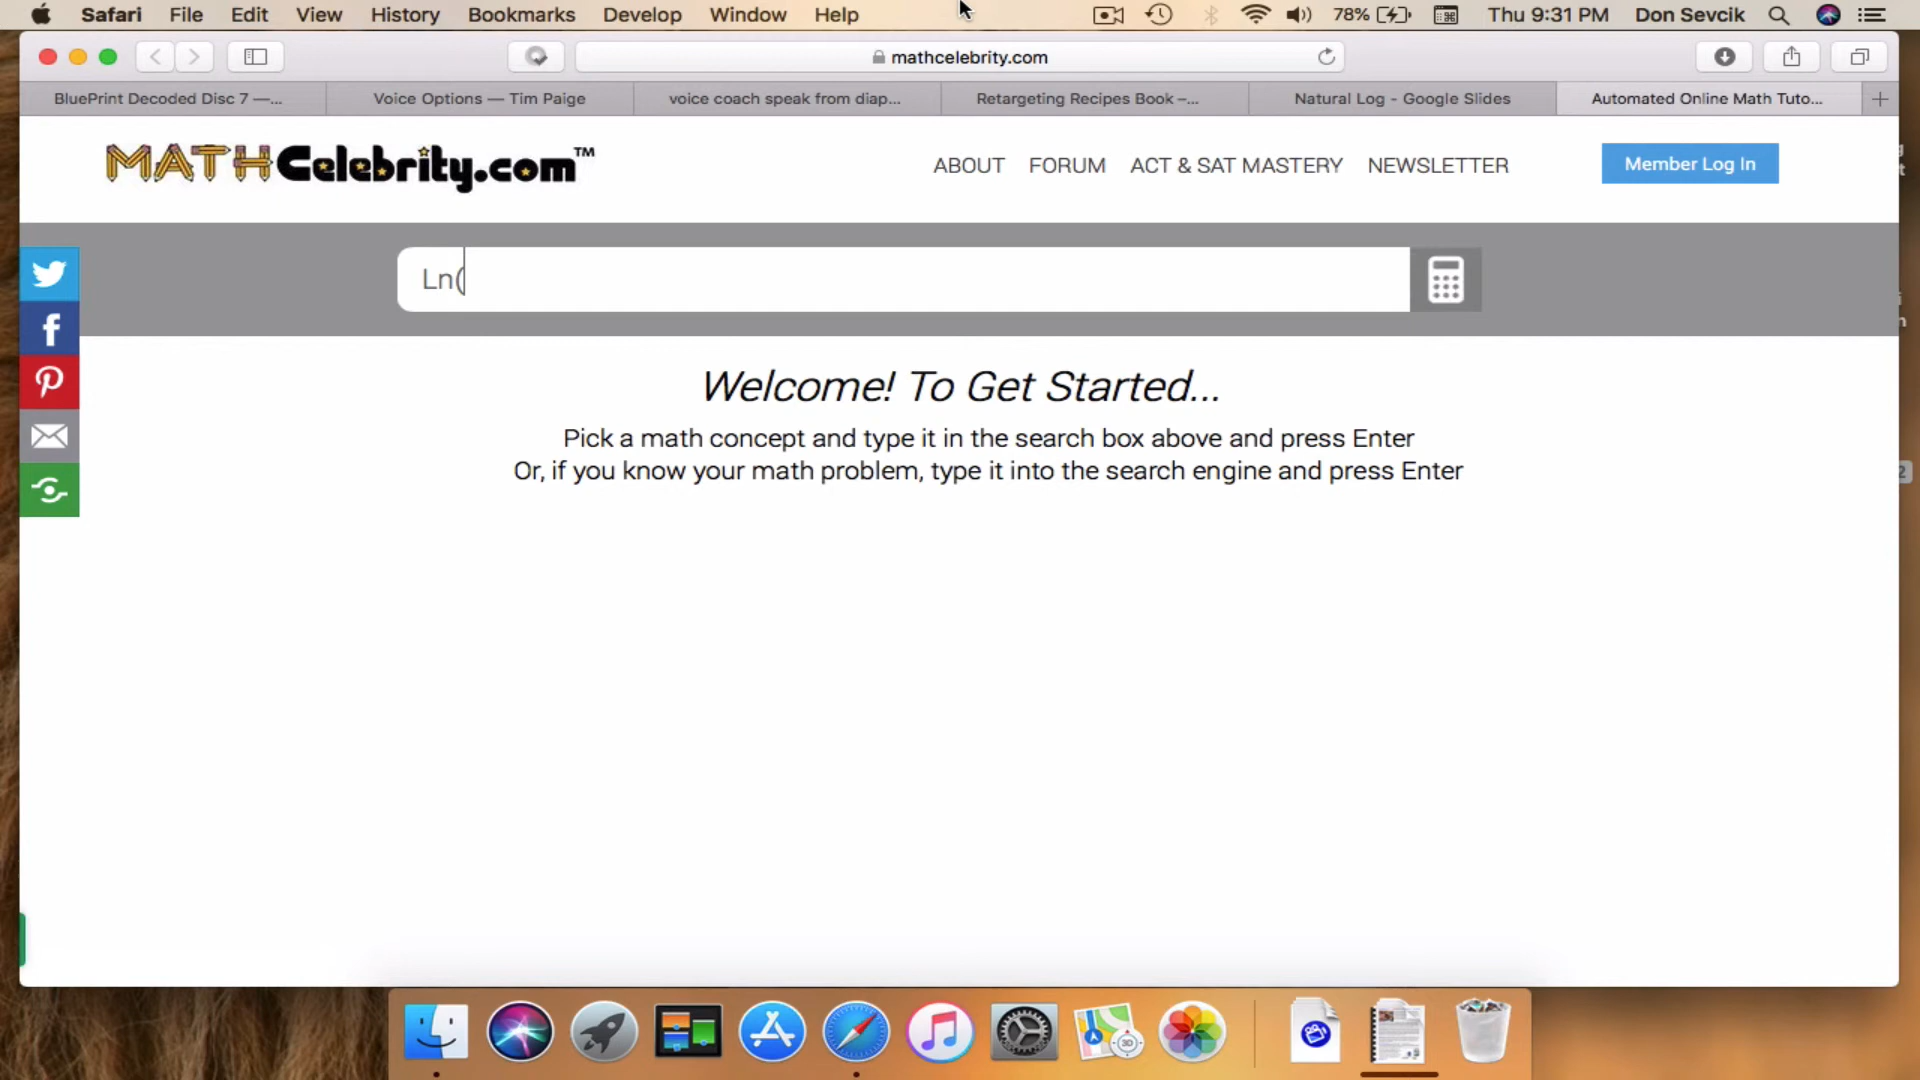 Safari File Edit View History Bookmarks Develop Window Help 78% Thu 9:31 PM Don Sevcik
mathcelebrity.com
BluePrint Decoded Disc 7 —... Voice Options — Tim Paige voice coach speak from diap... Retargeting Recipes Book –... Natural Log - Google Slides Automated Online Math Tuto...
MATHCelebrity.com™ ABOUT FORUM ACT & SAT MASTERY NEWSLETTER Member Log In
Ln(
Welcome! To Get Started...
Pick a math concept and type it in the search box above and press Enter
Or, if you know your math problem, type it into the search engine and press Enter
3D